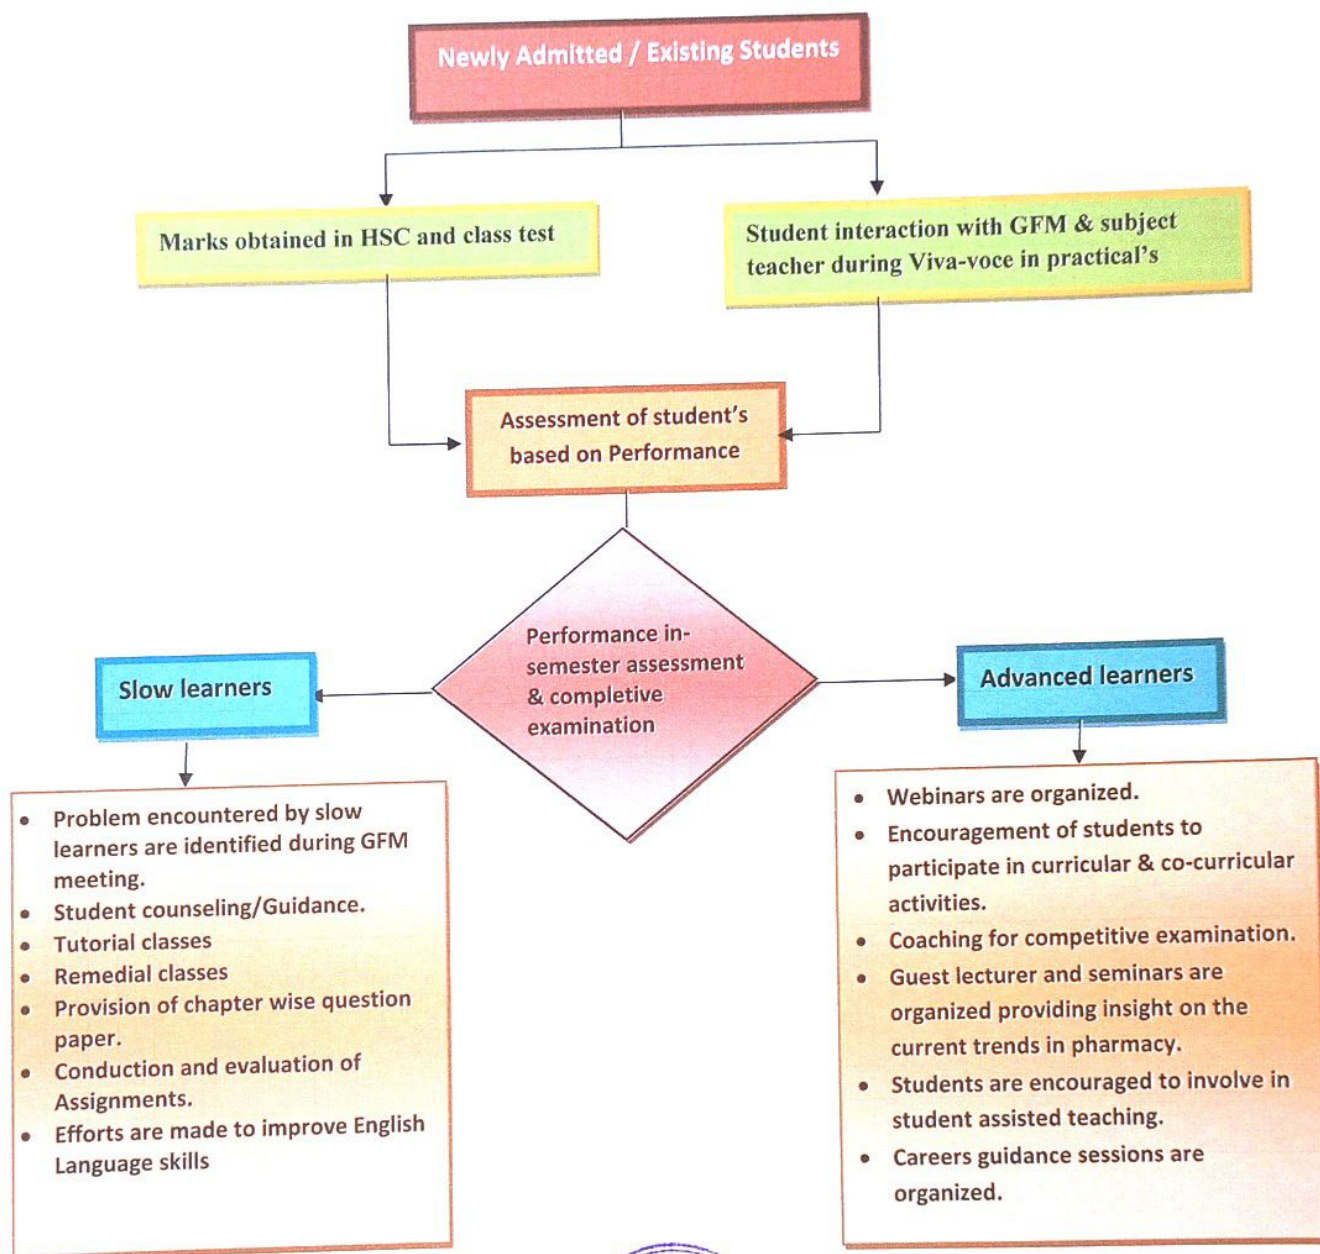 Newly Admitted / Existing Students
Marks obtained in HSC and class test
Student interaction with GFM & subject
teacher during Viva-voce in practical's
Assessment of student's
based on Performance
Performance in-
semester assessment
& completive
examination
Slow learners
Advanced learners
• Problem encountered by slow
learners are identified during GFM
meeting.
• Student counseling/Guidance.
• Tutorial classes
• Remedial classes
• Provision of chapter wise question
paper.
• Conduction and evaluation of
Assignments.
• Efforts are made to improve English
Language skills
• Webinars are organized.
• Encouragement of students to
participate in curricular & co-curricular
activities.
• Coaching for competitive examination.
• Guest lecturer and seminars are
organized providing insight on the
current trends in pharmacy.
• Students are encouraged to involve in
student assisted teaching.
• Careers guidance sessions are
organized.